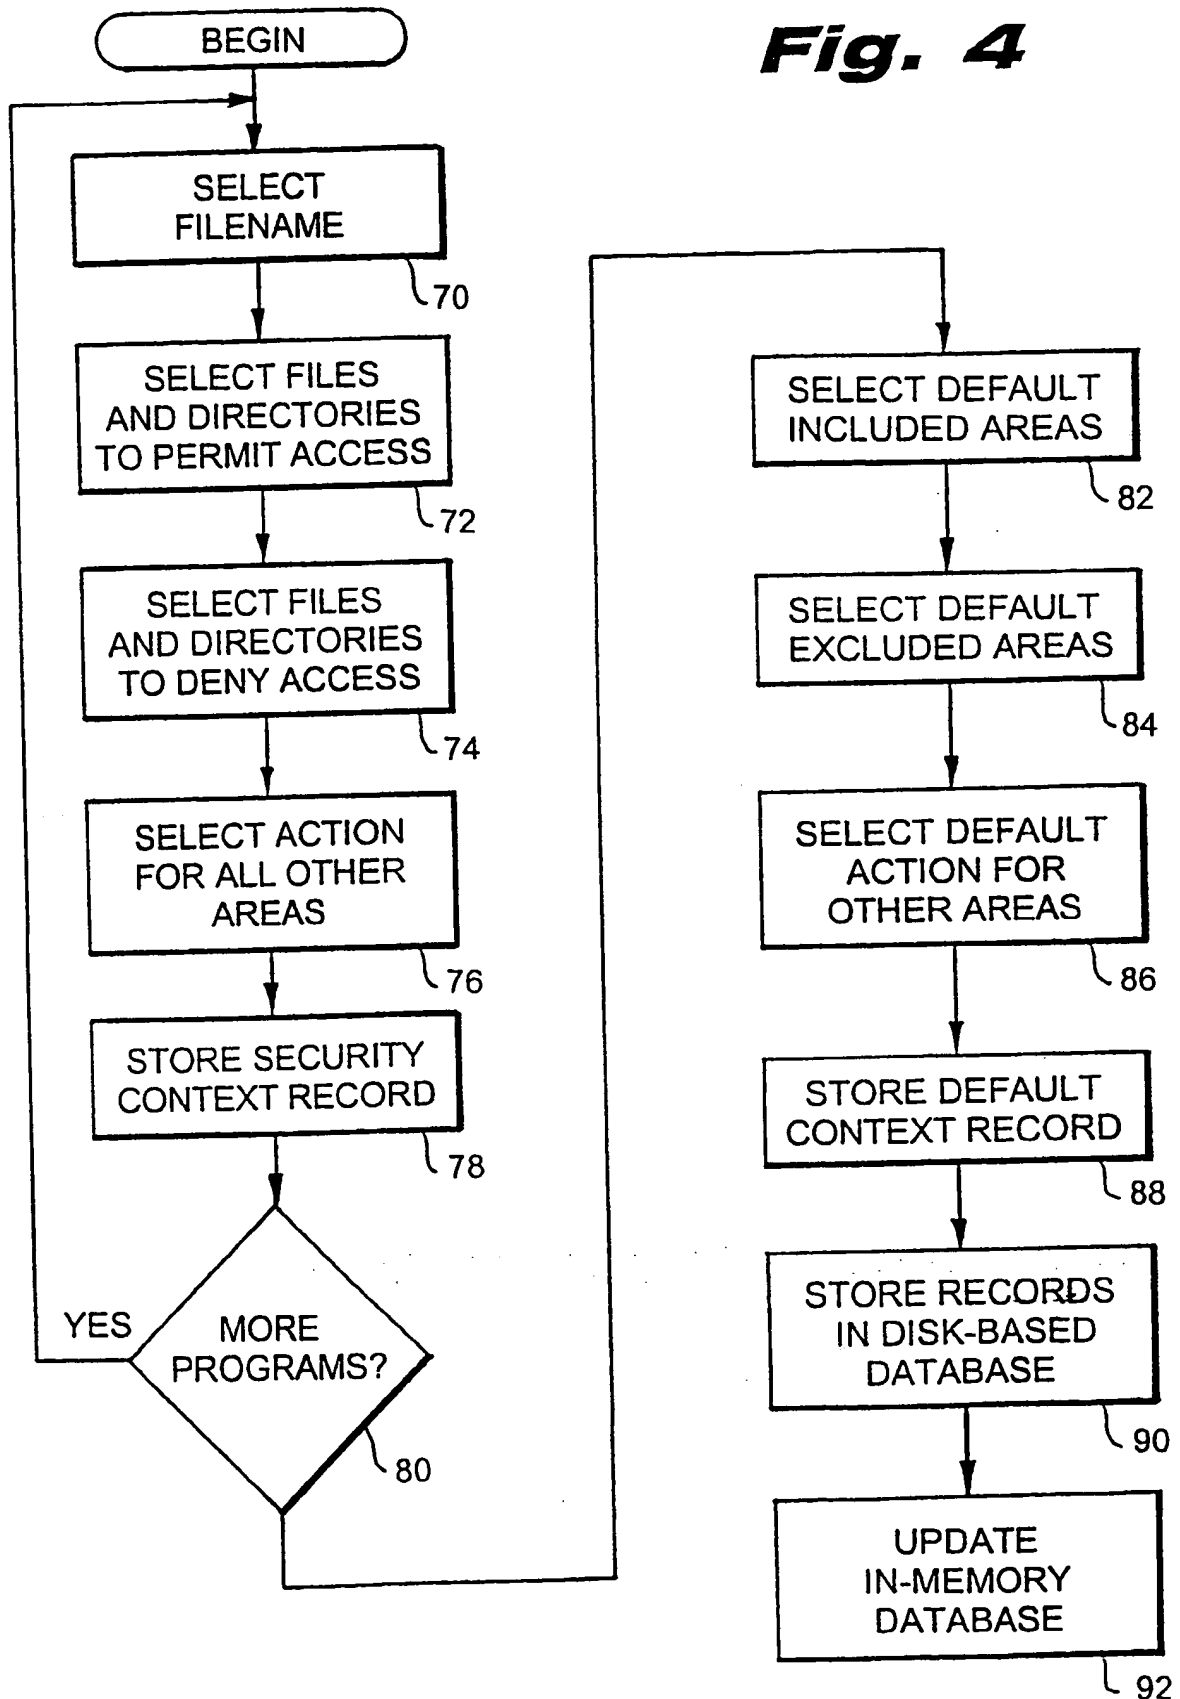 Fig. 4
BEGIN
SELECT
FILENAME
70
SELECT FILES
AND DIRECTORIES
TO PERMIT ACCESS
72
SELECT FILES
AND DIRECTORIES
TO DENY ACCESS
74
SELECT ACTION
FOR ALL OTHER
AREAS
76
STORE SECURITY
CONTEXT RECORD
78
YES
MORE
PROGRAMS?
80
SELECT DEFAULT
INCLUDED AREAS
82
SELECT DEFAULT
EXCLUDED AREAS
84
SELECT DEFAULT
ACTION FOR
OTHER AREAS
86
STORE DEFAULT
CONTEXT RECORD
88
STORE RECORDS
IN DISK-BASED
DATABASE
90
UPDATE
IN-MEMORY
DATABASE
92